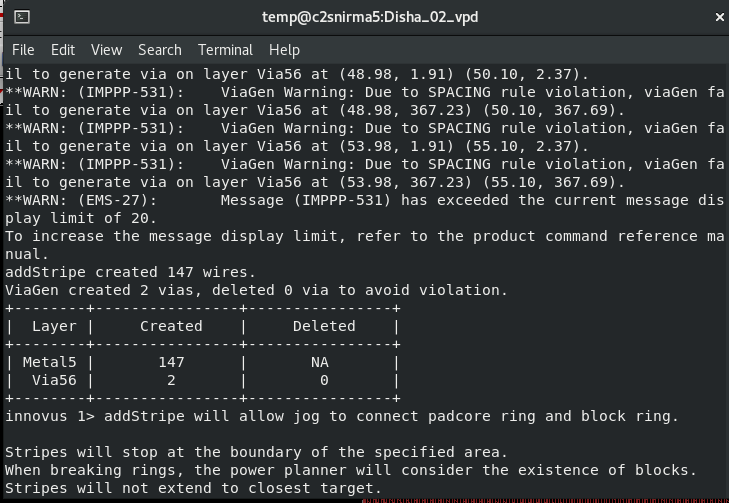 temp@c2snirma5:Disha_02_vpd
File Edit View Search Terminal Help
il to generate via on layer Via56 at (48.98, 1.91) (50.10, 2.37).
**WARN: (IMPPP-531):    ViaGen Warning: Due to SPACING rule violation, viaGen fa
il to generate via on layer Via56 at (48.98, 367.23) (50.10, 367.69).
**WARN: (IMPPP-531):    ViaGen Warning: Due to SPACING rule violation, viaGen fa
il to generate via on layer Via56 at (53.98, 1.91) (55.10, 2.37).
**WARN: (IMPPP-531):    ViaGen Warning: Due to SPACING rule violation, viaGen fa
il to generate via on layer Via56 at (53.98, 367.23) (55.10, 367.69).
**WARN: (EMS-27):       Message (IMPPP-531) has exceeded the current message dis
play limit of 20.
To increase the message display limit, refer to the product command reference ma
nual.
addStripe created 147 wires.
ViaGen created 2 vias, deleted 0 via to avoid violation.
+--------+----------------+----------------+
|  Layer |     Created    |     Deleted    |
+--------+----------------+----------------+
| Metal5 |       147      |       NA       |
|  Via56 |        2       |        0       |
+--------+----------------+----------------+
innovus 1> addStripe will allow jog to connect padcore ring and block ring.
Stripes will stop at the boundary of the specified area.
When breaking rings, the power planner will consider the existence of blocks.
Stripes will not extend to closest target.